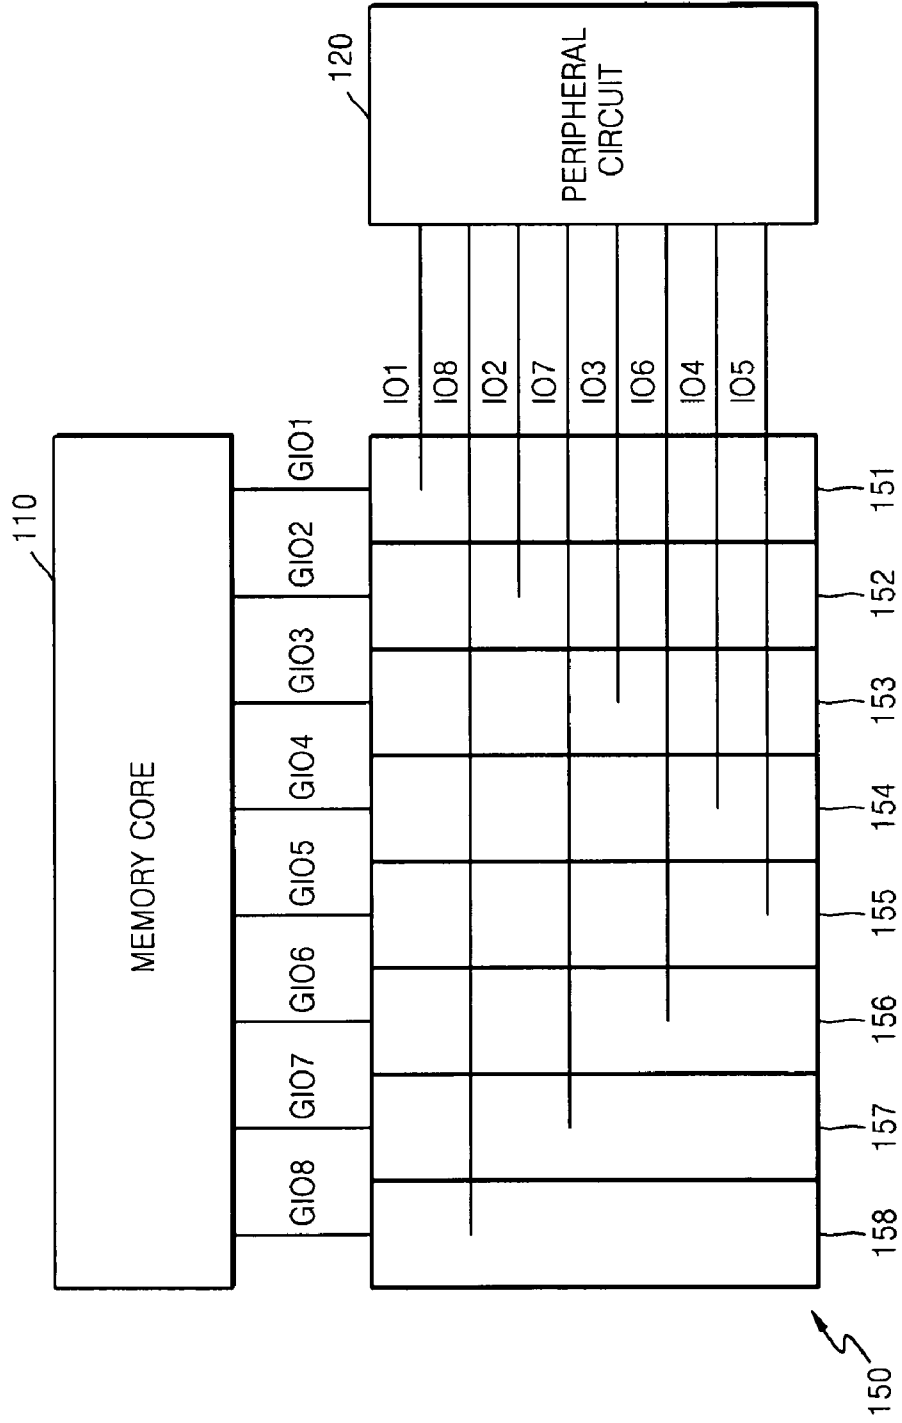 110
MEMORY CORE
GIO8
GIO7
GIO6
GIO5
GIO4
GIO3
GIO2
GIO1
120
PERIPHERAL
CIRCUIT
IO1
IO8
IO2
IO7
IO3
IO6
IO4
IO5
150
158
157
156
155
154
153
152
151